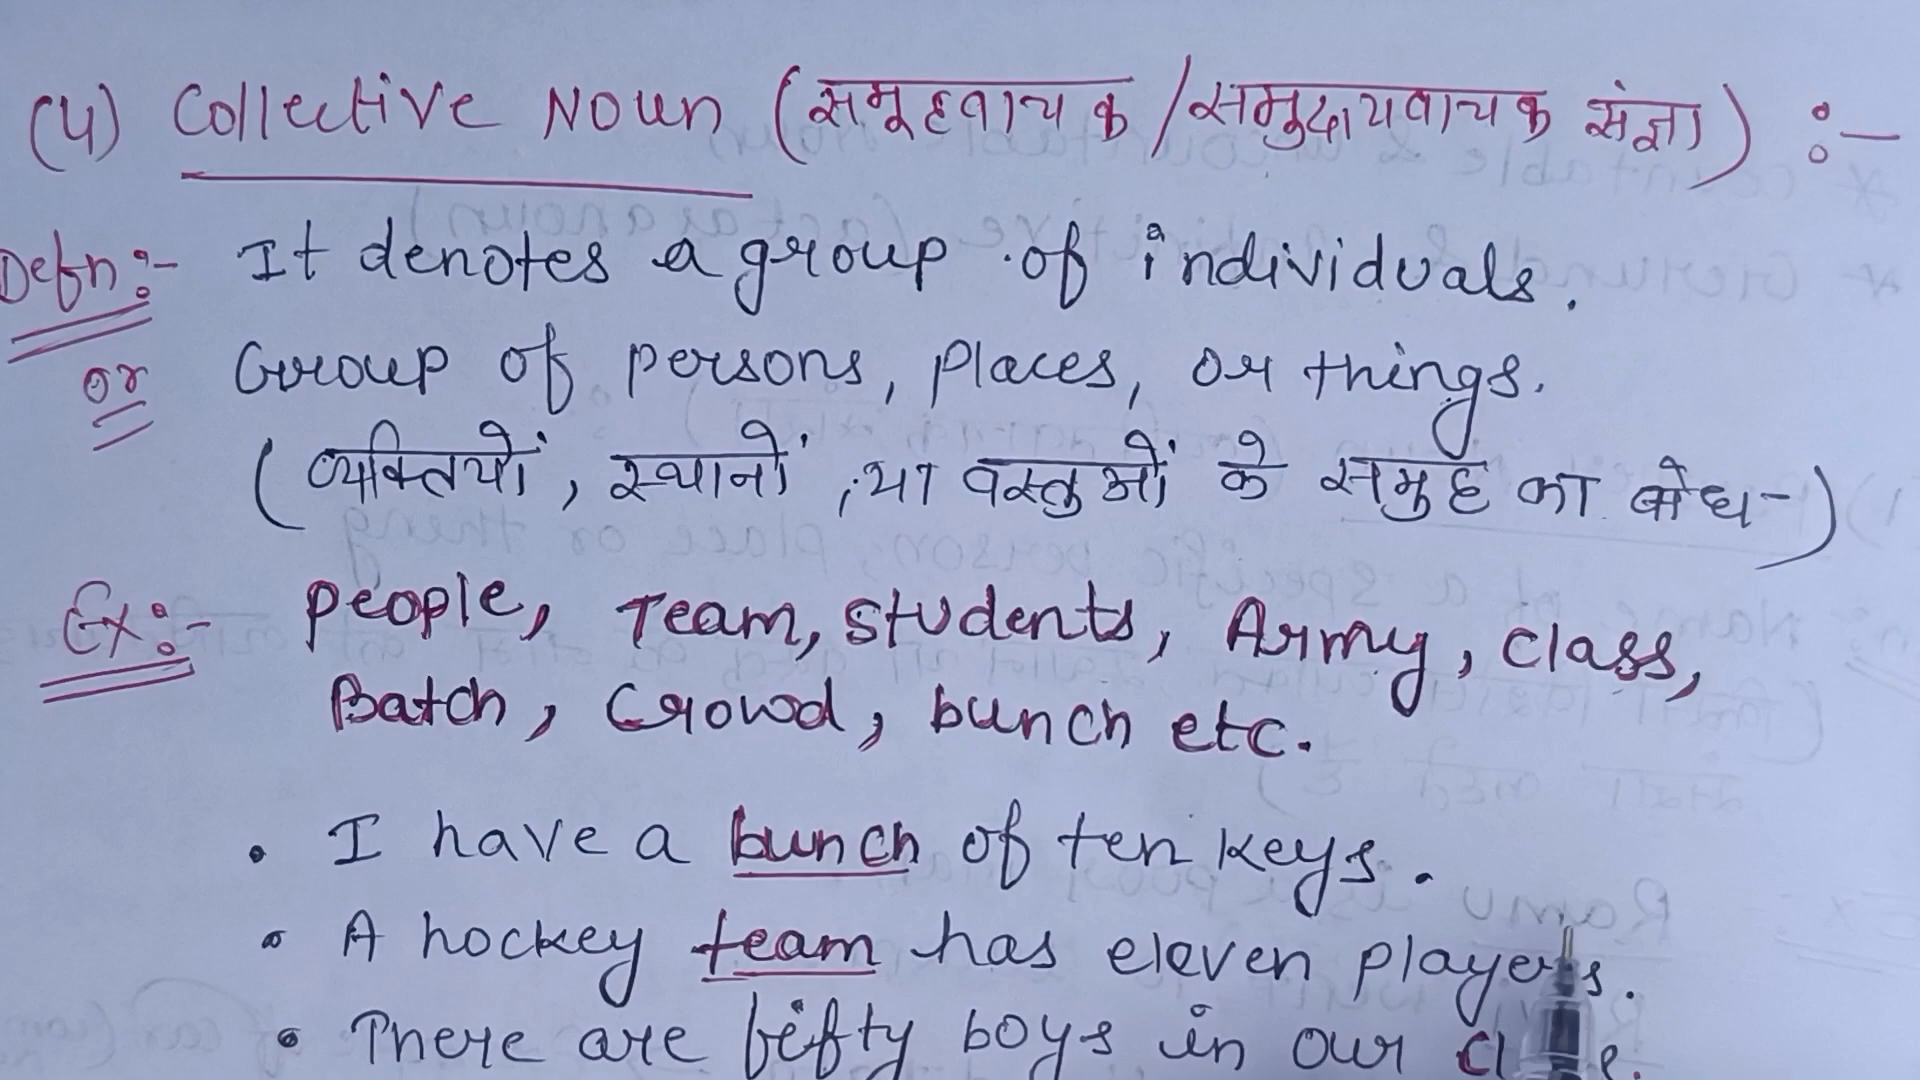 (4) Collective Noun (समूहवाचक/समुदायवाचक संज्ञा) :-
Defn:- It denotes a group of individuals.
or Group of persons, places, or things.
(व्यक्तियों, स्थानों, या वस्तुओं के समुह का बोध-)
Ex:- People, Team, students, Army, class,
Batch, Crowd, bunch etc.
• I have a bunch of ten keys.
• A hockey team has eleven players.
• There are fifty boys in our